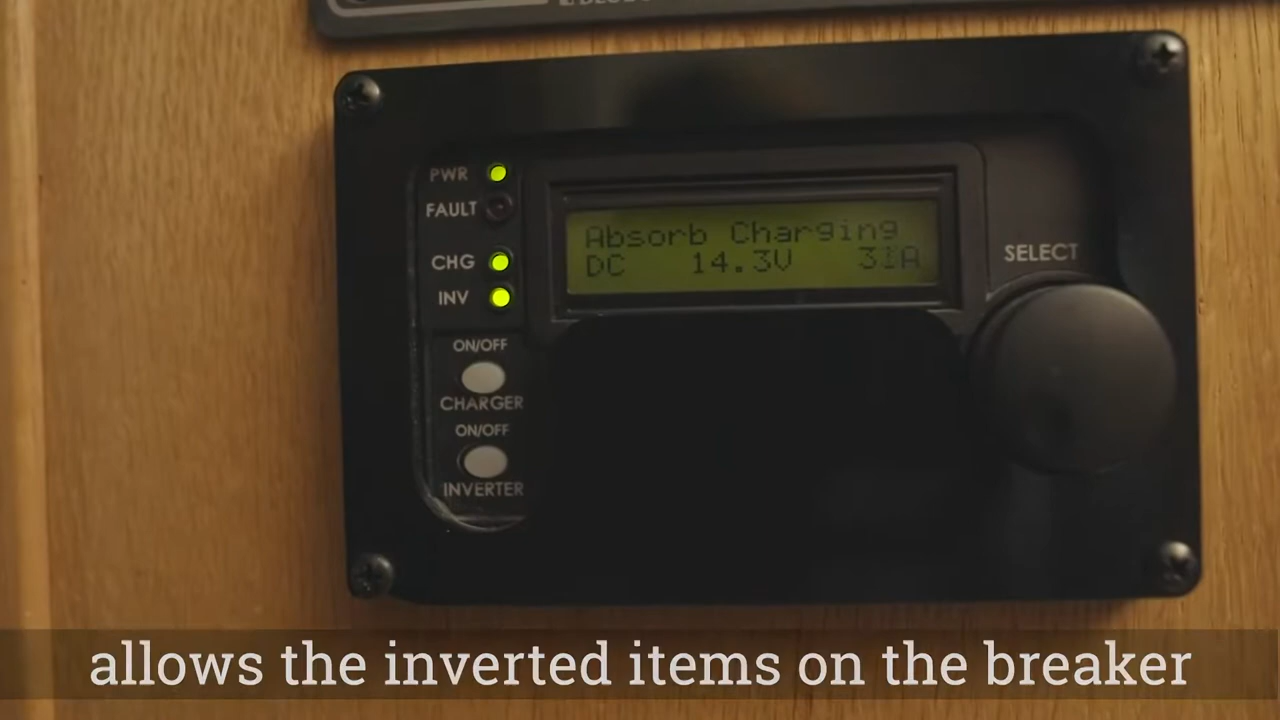 PWR
FAULT
CHG
INV
Absorb Charging
DC 14.3V
SELECT
ON/OFF
CHARGER
ON/OFF
INVERTER
allows the inverted items on the breaker